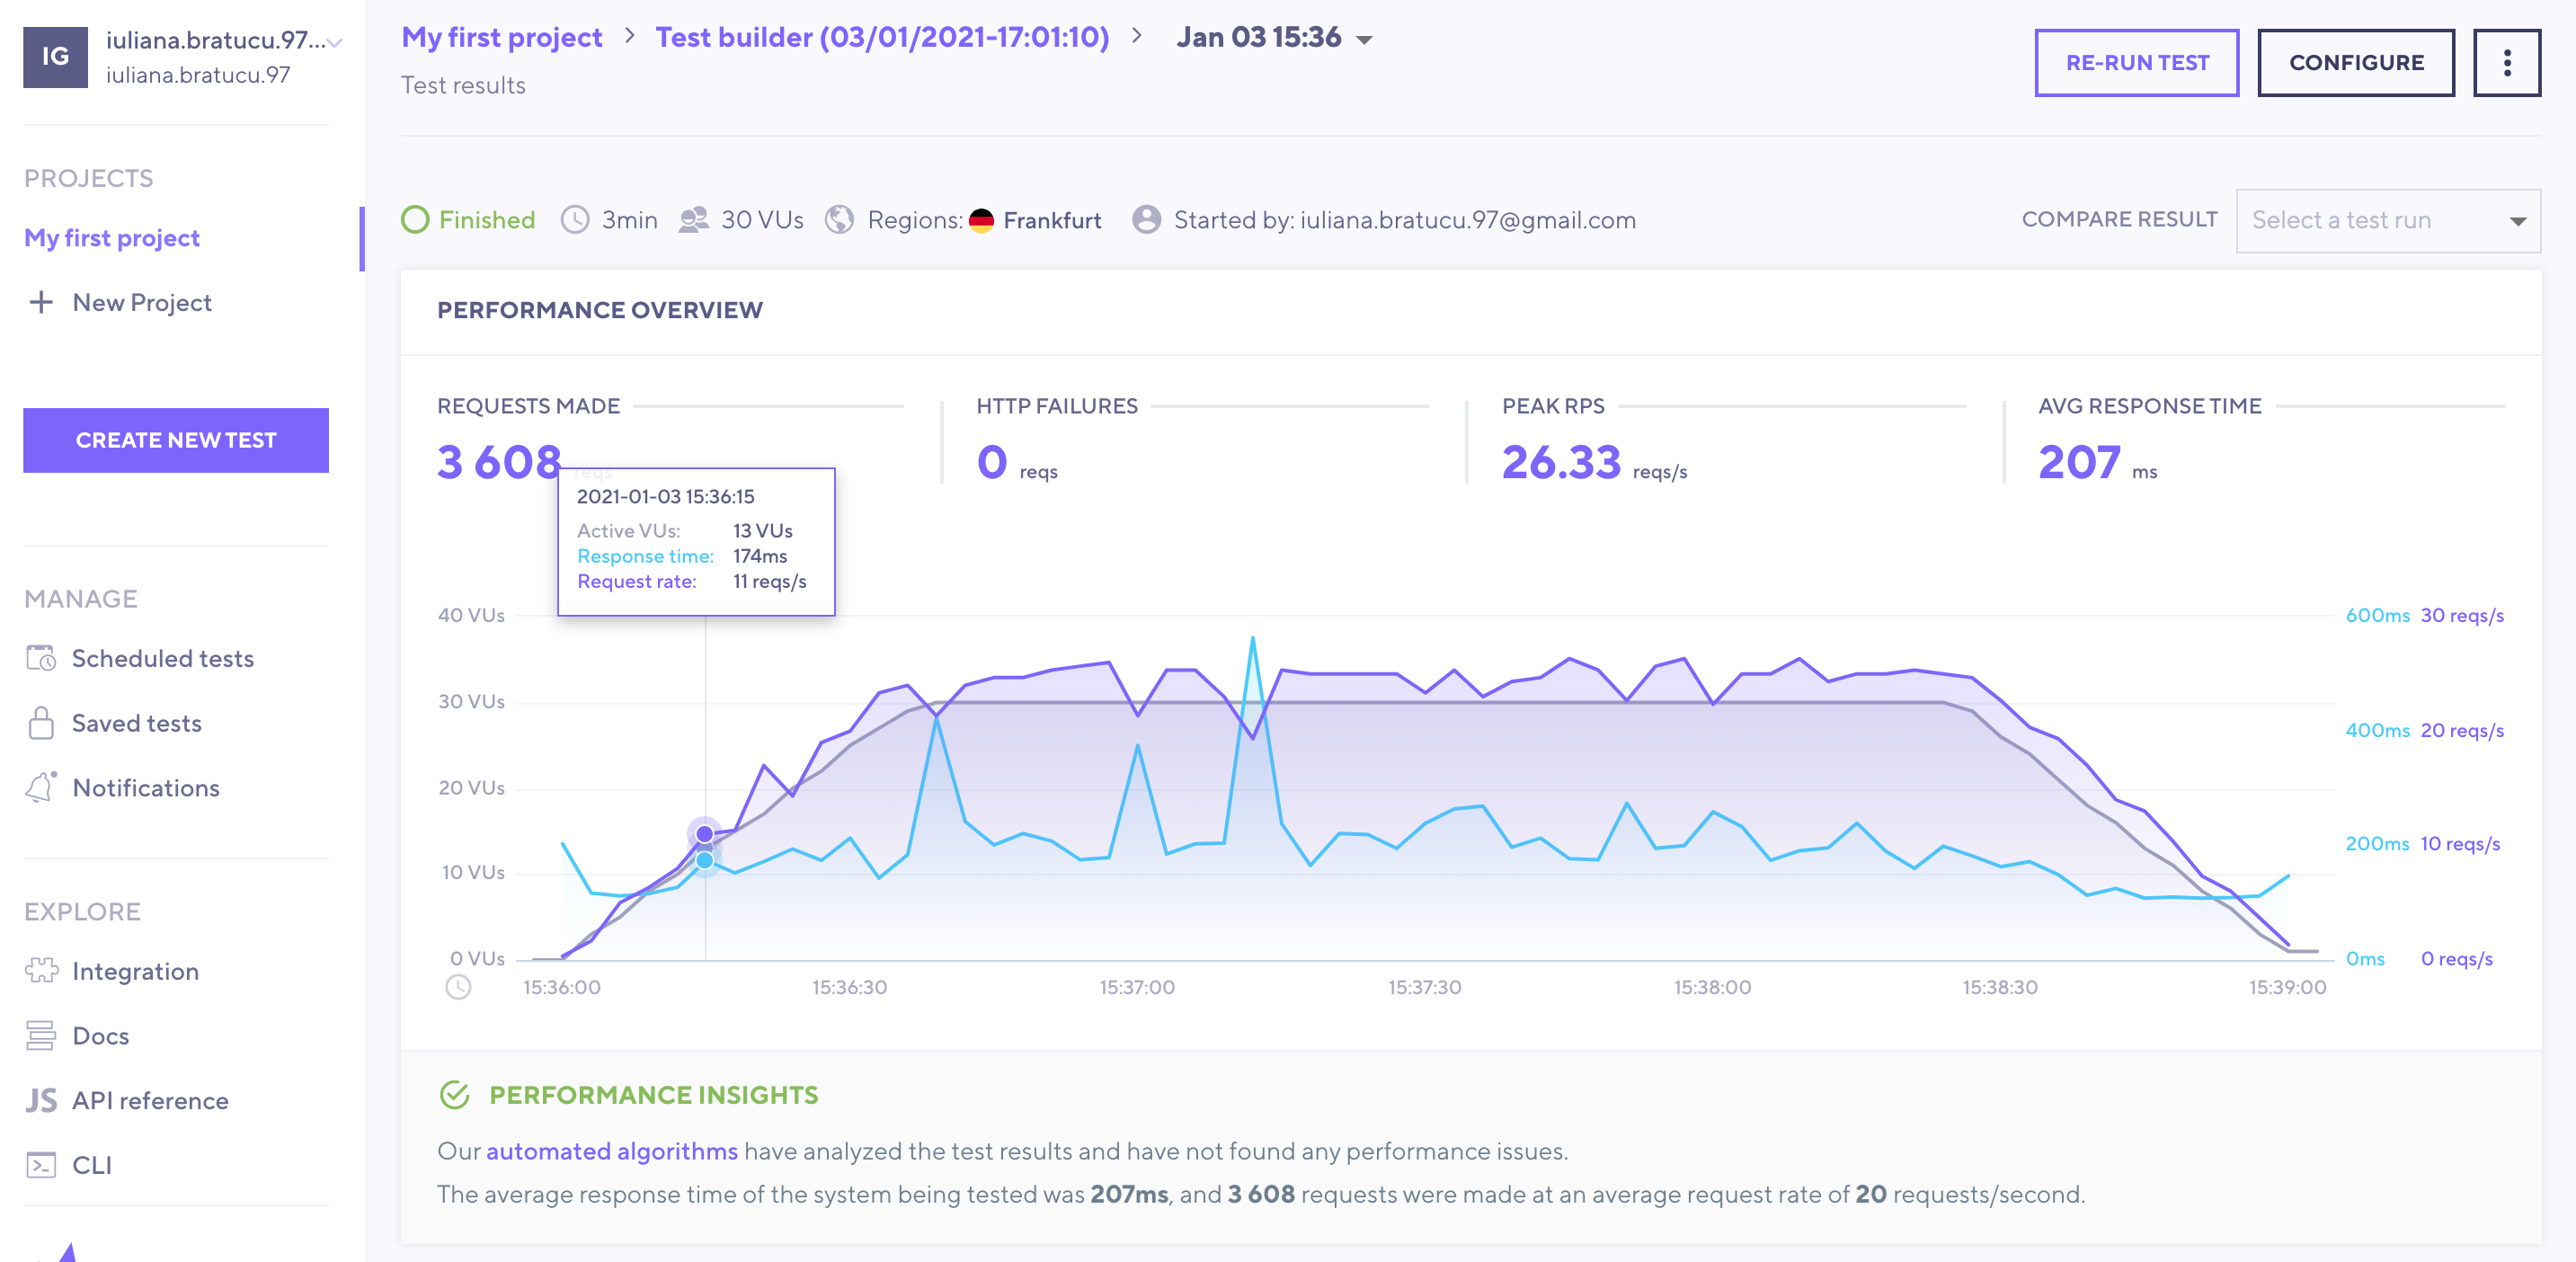 IG
iuliana.bratucu.97...
iuliana.bratucu.97
PROJECTS
My first project
New Project
CREATE NEW TEST
MANAGE
Scheduled tests
Saved tests
Notifications
EXPLORE
Integration
Docs
JS API reference
CLI
My first project > Test builder (03/01/2021-17:01:10) > Jan 03 15:36
Test results
RE-RUN TEST
CONFIGURE
Finished 3min 30 VUs Regions: Frankfurt Started by: iuliana.bratucu.97@gmail.com
COMPARE RESULT Select a test run
PERFORMANCE OVERVIEW
REQUESTS MADE
3 608 reqs
HTTP FAILURES
0 reqs
PEAK RPS
26.33 reqs/s
AVG RESPONSE TIME
207 ms
2021-01-03 15:36:15
Active VUs: 13 VUs
Response time: 174ms
Request rate: 11 reqs/s
40 VUs 600ms 30 reqs/s
30 VUs
400ms 20 reqs/s
20 VUs
200ms 10 reqs/s
10 VUs
0 VUs 0ms 0 reqs/s
15:36:00 15:36:30 15:37:00 15:37:30 15:38:00 15:38:30 15:39:00
PERFORMANCE INSIGHTS
Our automated algorithms have analyzed the test results and have not found any performance issues.
The average response time of the system being tested was 207ms, and 3 608 requests were made at an average request rate of 20 requests/second.